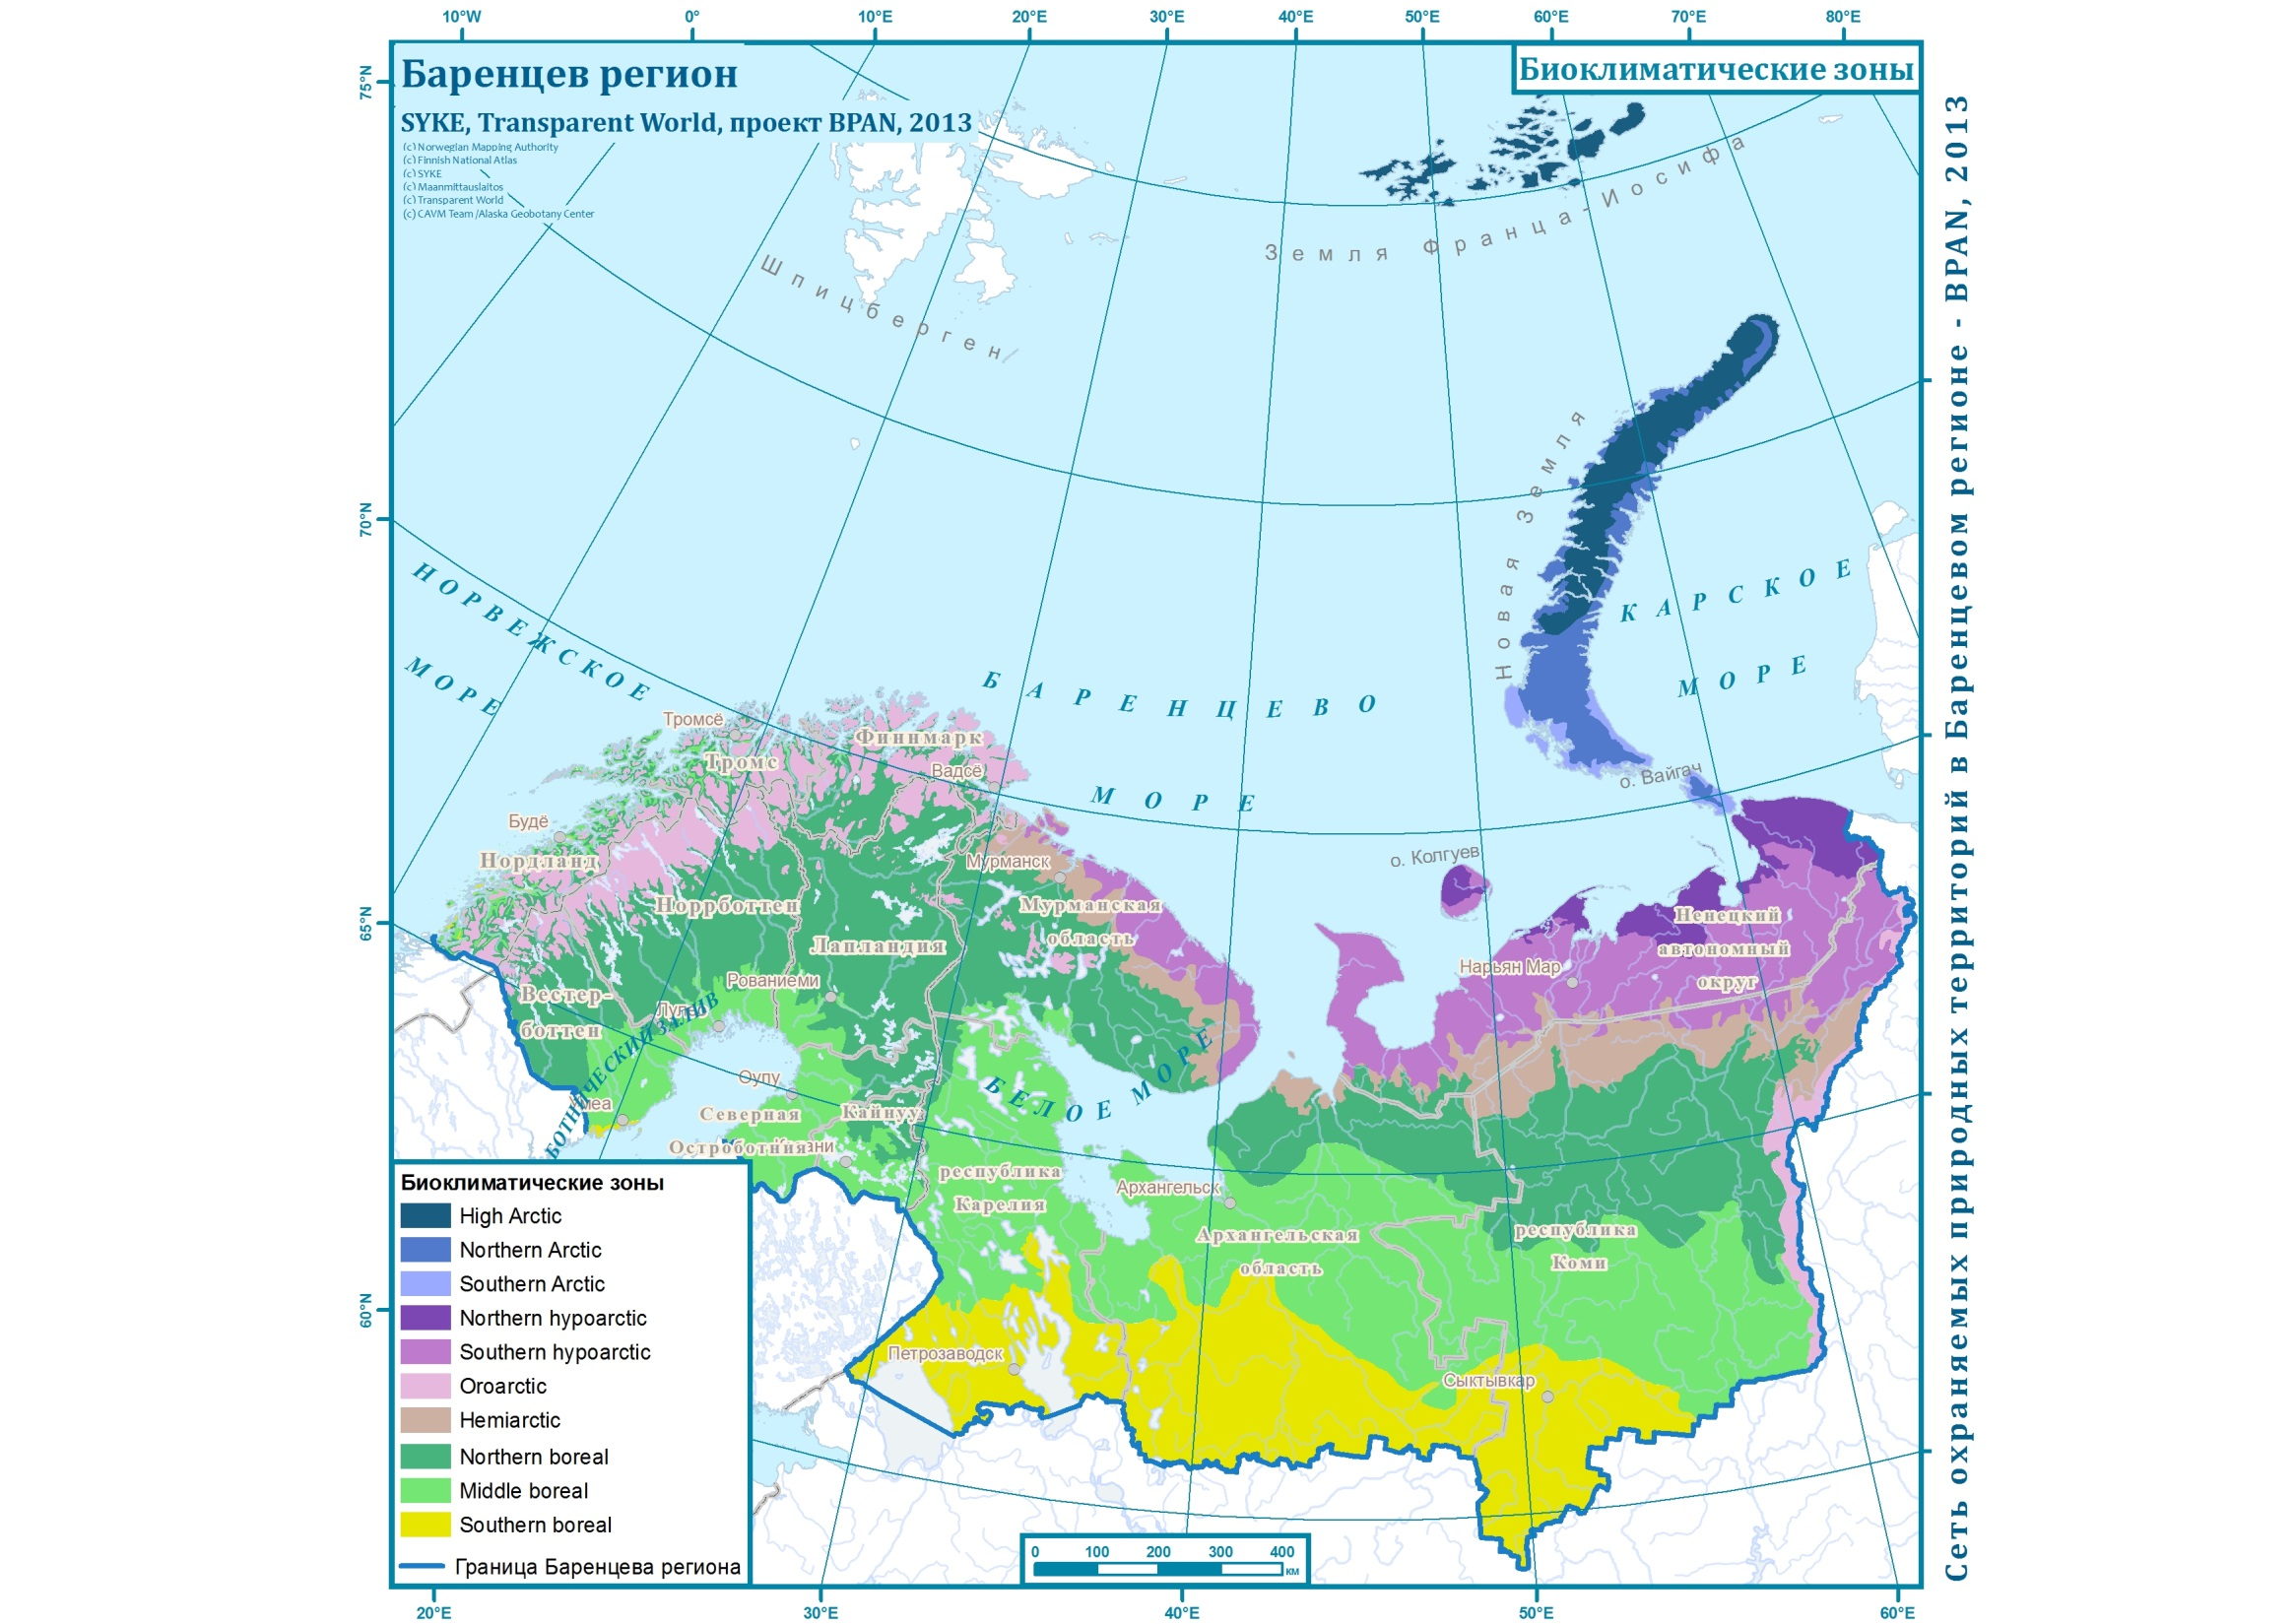 10°W 0° 10°E 20°E 30°E 40°E 50°E 60°E 70°E 80°E
Баренцев регион
Биоклиматические зоны
SYKE, Transparent World, проект BPAN, 2013
(c) Norwegian Mapping Authority
(c) Finnish National Atlas
(c) SYKE
(c) Maanmittauslaitos
(c) Transparent World
(c) CAVM Team /Alaska Geobotany Center
75°N
70°N
65°N
60°N
Сеть охраняемых природных территорий в Баренцевом регионе - BPAN, 2013
Земля Франца-Иосифа
Шпицберген
Новая Земля
НОРВЕЖСКОЕ
МОРЕ
БАРЕНЦЕВО
МОРЕ
КАРСКОЕ
МОРЕ
о. Вайгач
о. Колгуев
Тромсё
Финнмарк
Тромс
Вадсё
Будё
Нордланд
Мурманск
Норрботтен
Мурманская
область
Лапландия
Ненецкий
автономный
округ
Нарьян Мар
Рованиеми
Вестер-
боттен
БОТНИЧЕСКИЙ ЗАЛИВ
Оулу
Северная
Остроботния
Кайнуу
БЕЛОЕ МОРЕ
республика
Карелия
Архангельск
Архангельская
область
республика
Коми
Петрозаводск
Сыктывкар
Биоклиматические зоны
High Arctic
Northern Arctic
Southern Arctic
Northern hypoarctic
Southern hypoarctic
Oroarctic
Hemiarctic
Northern boreal
Middle boreal
Southern boreal
Граница Баренцева региона
0 100 200 300 400
км
20°E 30°E 40°E 50°E 60°E